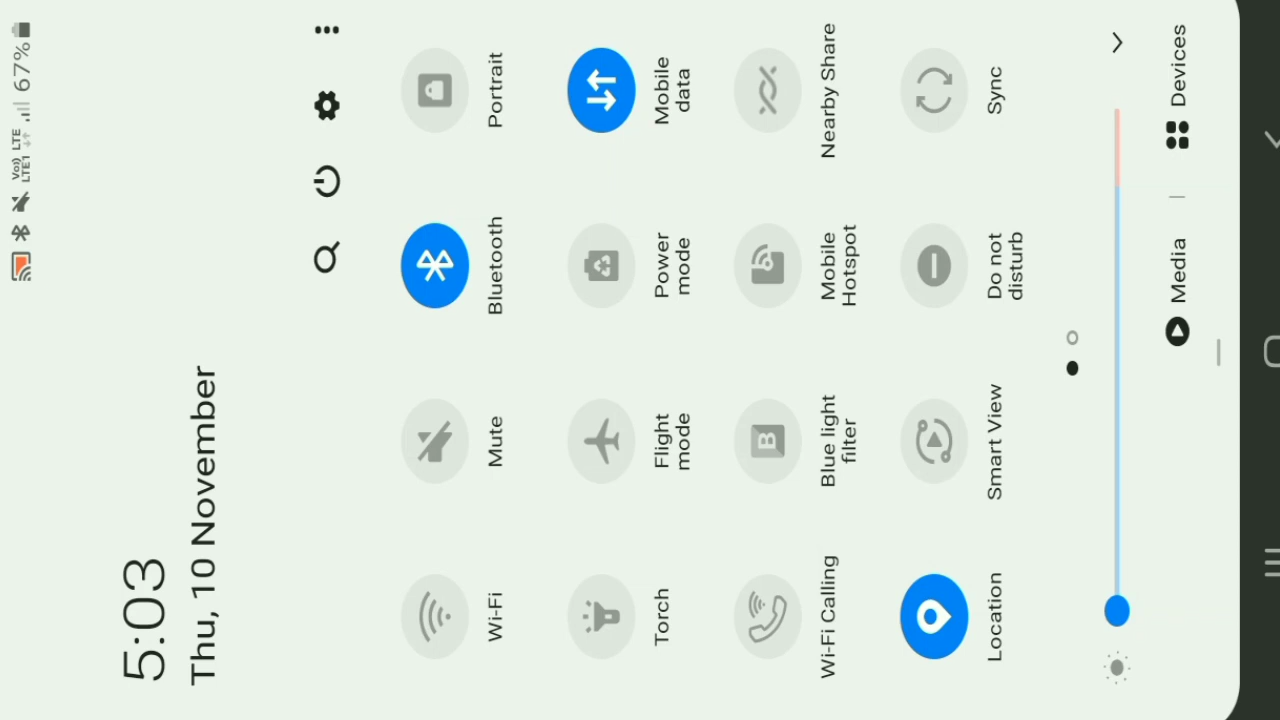 Vo)) LTE
LTE1 67%
5:03
Thu, 10 November
Wi-Fi
Mute
Bluetooth
Portrait
Torch
Flight
mode
Power
mode
Mobile
data
Wi-Fi Calling
B
Blue light
filter
Mobile
Hotspot
Nearby Share
Location
Smart View
Do not
disturb
Sync
Media
Devices